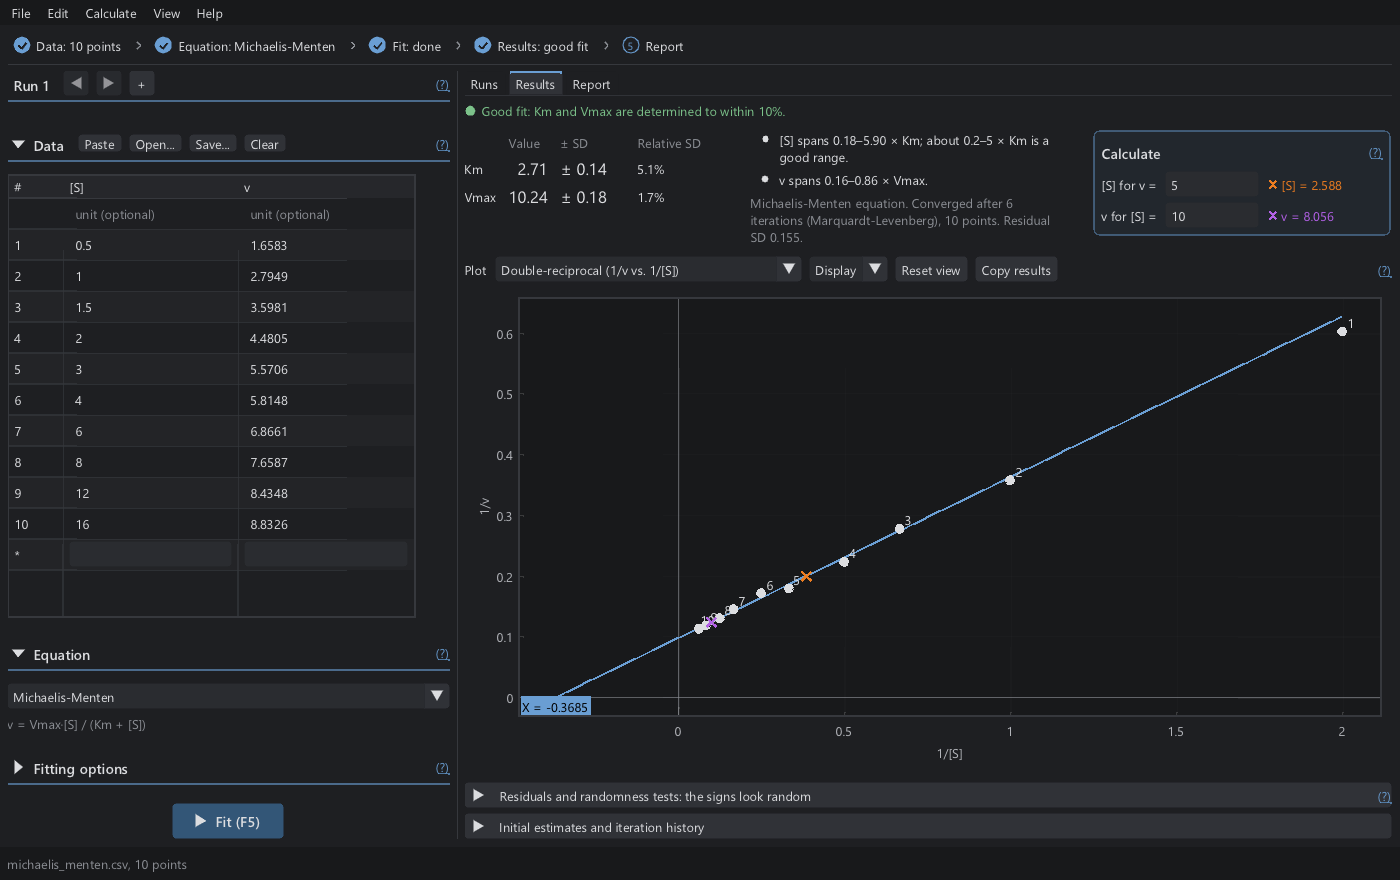 File Edit Calculate View Help
Data: 10 points > Equation: Michaelis-Menten > Fit: done > Results: good fit > 5 Report
Run 1 + (?)
Data Paste Open... Save... Clear (?)
# [S] v
unit (optional) unit (optional)
1 0.5 1.6583
2 1 2.7949
3 1.5 3.5981
4 2 4.4805
5 3 5.5706
6 4 5.8148
7 6 6.8661
8 8 7.6587
9 12 8.4348
10 16 8.8326
*
Equation (?)
Michaelis-Menten
v = Vmax·[S] / (Km + [S])
Fitting options (?)
Fit (F5)
Runs Results Report
Good fit: Km and Vmax are determined to within 10%.
Value ± SD Relative SD
Km 2.71 ± 0.14 5.1%
Vmax 10.24 ± 0.18 1.7%
• [S] spans 0.18–5.90 × Km; about 0.2–5 × Km is a
good range.
• v spans 0.16–0.86 × Vmax.
Michaelis-Menten equation. Converged after 6
iterations (Marquardt-Levenberg), 10 points. Residual
SD 0.155.
Calculate (?)
[S] for v = 5 [S] = 2.588
v for [S] = 10 v = 8.056
Plot Double-reciprocal (1/v vs. 1/[S]) Display Reset view Copy results (?)
0.6
0.5
0.4
0.3
0.2
0.1
0
1/v
1
2
3
4
5
6
7
8
X = -0.3685
0 0.5 1 1.5 2
1/[S]
Residuals and randomness tests: the signs look random (?)
Initial estimates and iteration history
michaelis_menten.csv, 10 points